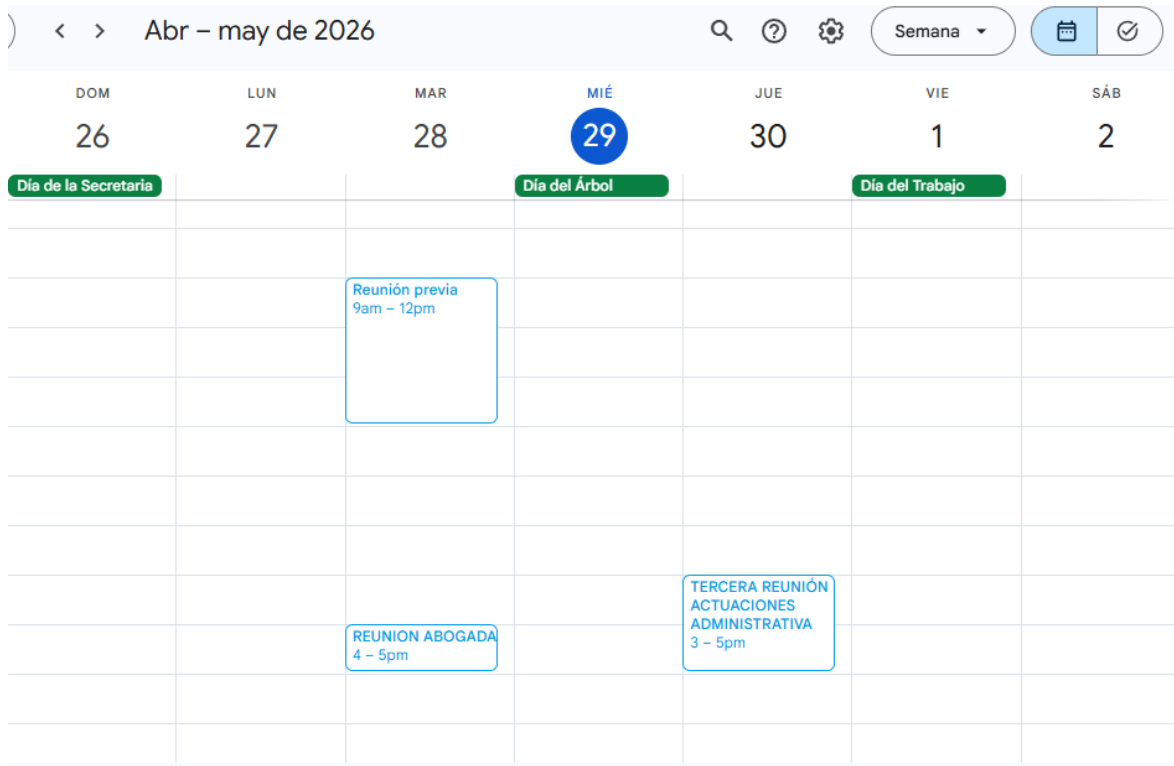 Abr – may de 2026
Semana
DOM
LUN
MAR
MIÉ
JUE
VIE
SÁB
26
27
28
29
30
1
2
Día de la Secretaria
Día del Árbol
Día del Trabajo
Reunión previa
9am – 12pm
REUNION ABOGADA
4 – 5pm
TERCERA REUNIÓN
ACTUACIONES
ADMINISTRATIVA
3 – 5pm